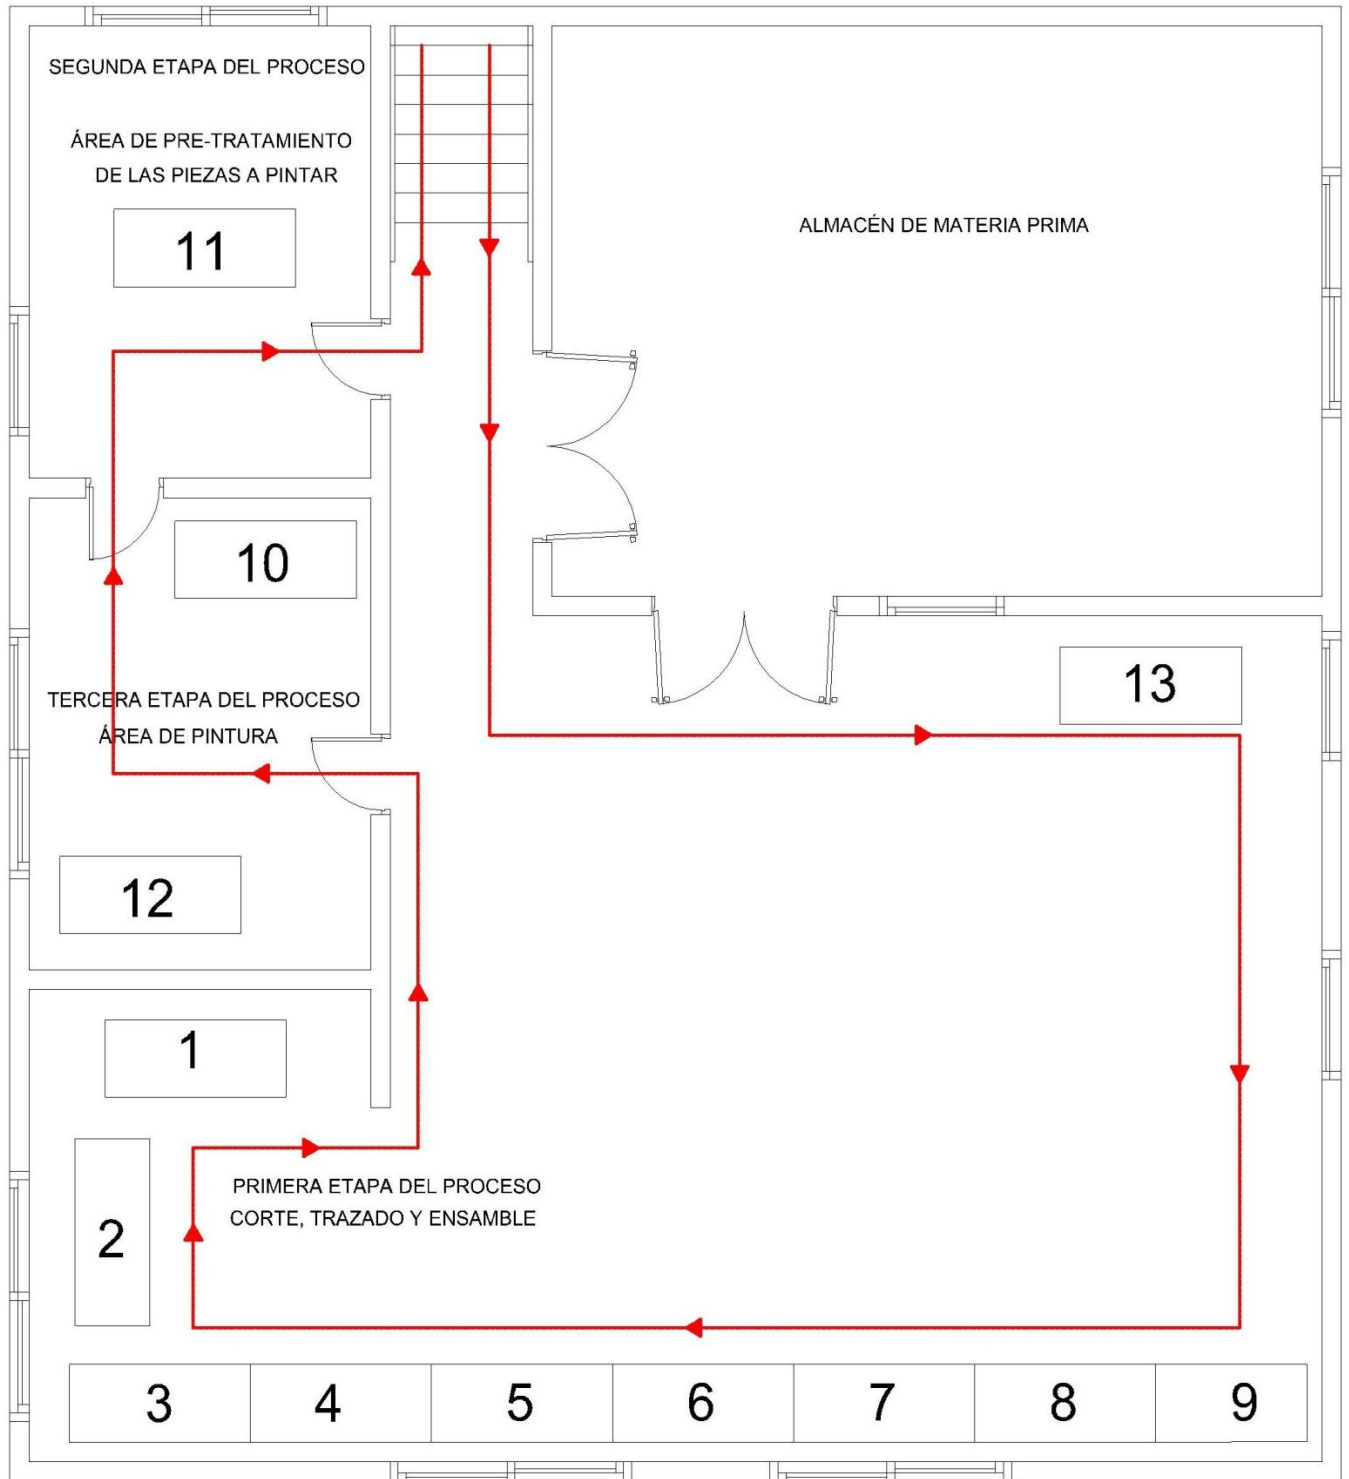 SEGUNDA ETAPA DEL PROCESO
ÁREA DE PRE-TRATAMIENTO
DE LAS PIEZAS A PINTAR
11
ALMACÉN DE MATERIA PRIMA
10
13
TERCERA ETAPA DEL PROCESO
ÁREA DE PINTURA
12
1
2
PRIMERA ETAPA DEL PROCESO
CORTE, TRAZADO Y ENSAMBLE
3 4 5 6 7 8 9